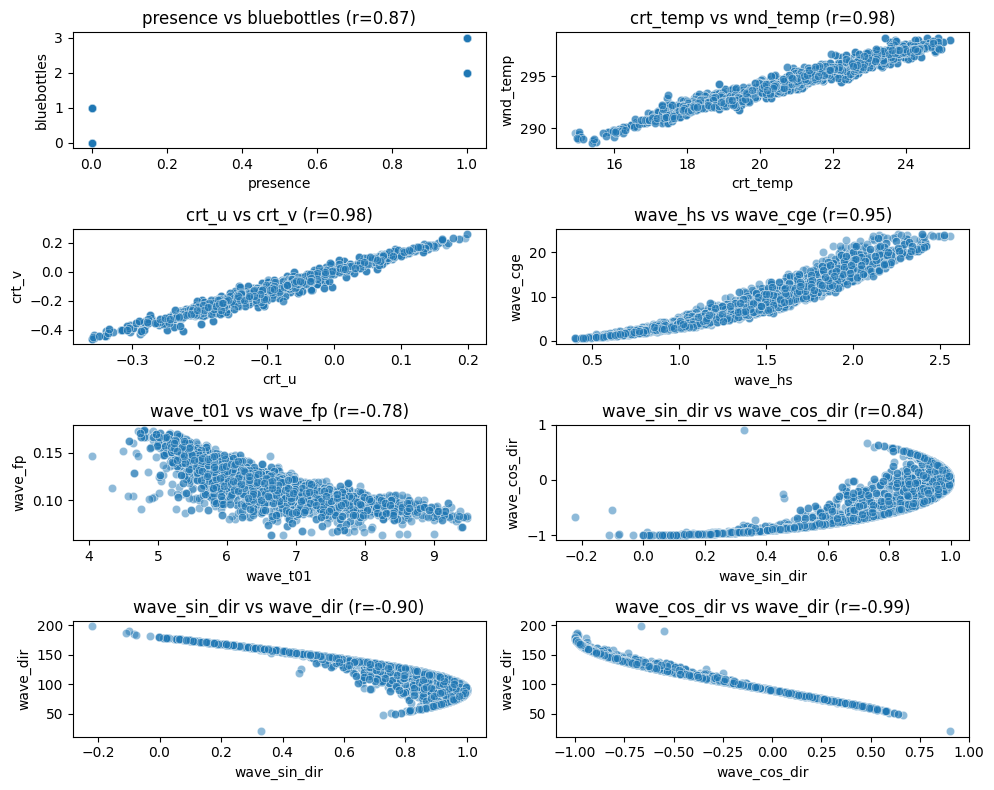 presence vs bluebottles (r=0.87)
bluebottles
3
2
1
0
0.0 0.2 0.4 0.6 0.8 1.0
presence
crt_temp vs wnd_temp (r=0.98)
wnd_temp
295
290
16 18 20 22 24
crt_temp
crt_u vs crt_v (r=0.98)
crt_v
0.2
0.0
−0.2
−0.4
−0.3 −0.2 −0.1 0.0 0.1 0.2
crt_u
wave_hs vs wave_cge (r=0.95)
wave_cge
20
10
0
0.5 1.0 1.5 2.0 2.5
wave_hs
wave_t01 vs wave_fp (r=-0.78)
wave_fp
0.15
0.10
4 5 6 7 8 9
wave_t01
wave_sin_dir vs wave_cos_dir (r=0.84)
wave_cos_dir
1
0
−1
−0.2 0.0 0.2 0.4 0.6 0.8 1.0
wave_sin_dir
wave_sin_dir vs wave_dir (r=-0.90)
wave_dir
200
150
100
50
−0.2 0.0 0.2 0.4 0.6 0.8 1.0
wave_sin_dir
wave_cos_dir vs wave_dir (r=-0.99)
wave_dir
200
150
100
50
−1.00 −0.75 −0.50 −0.25 0.00 0.25 0.50 0.75 1.00
wave_cos_dir